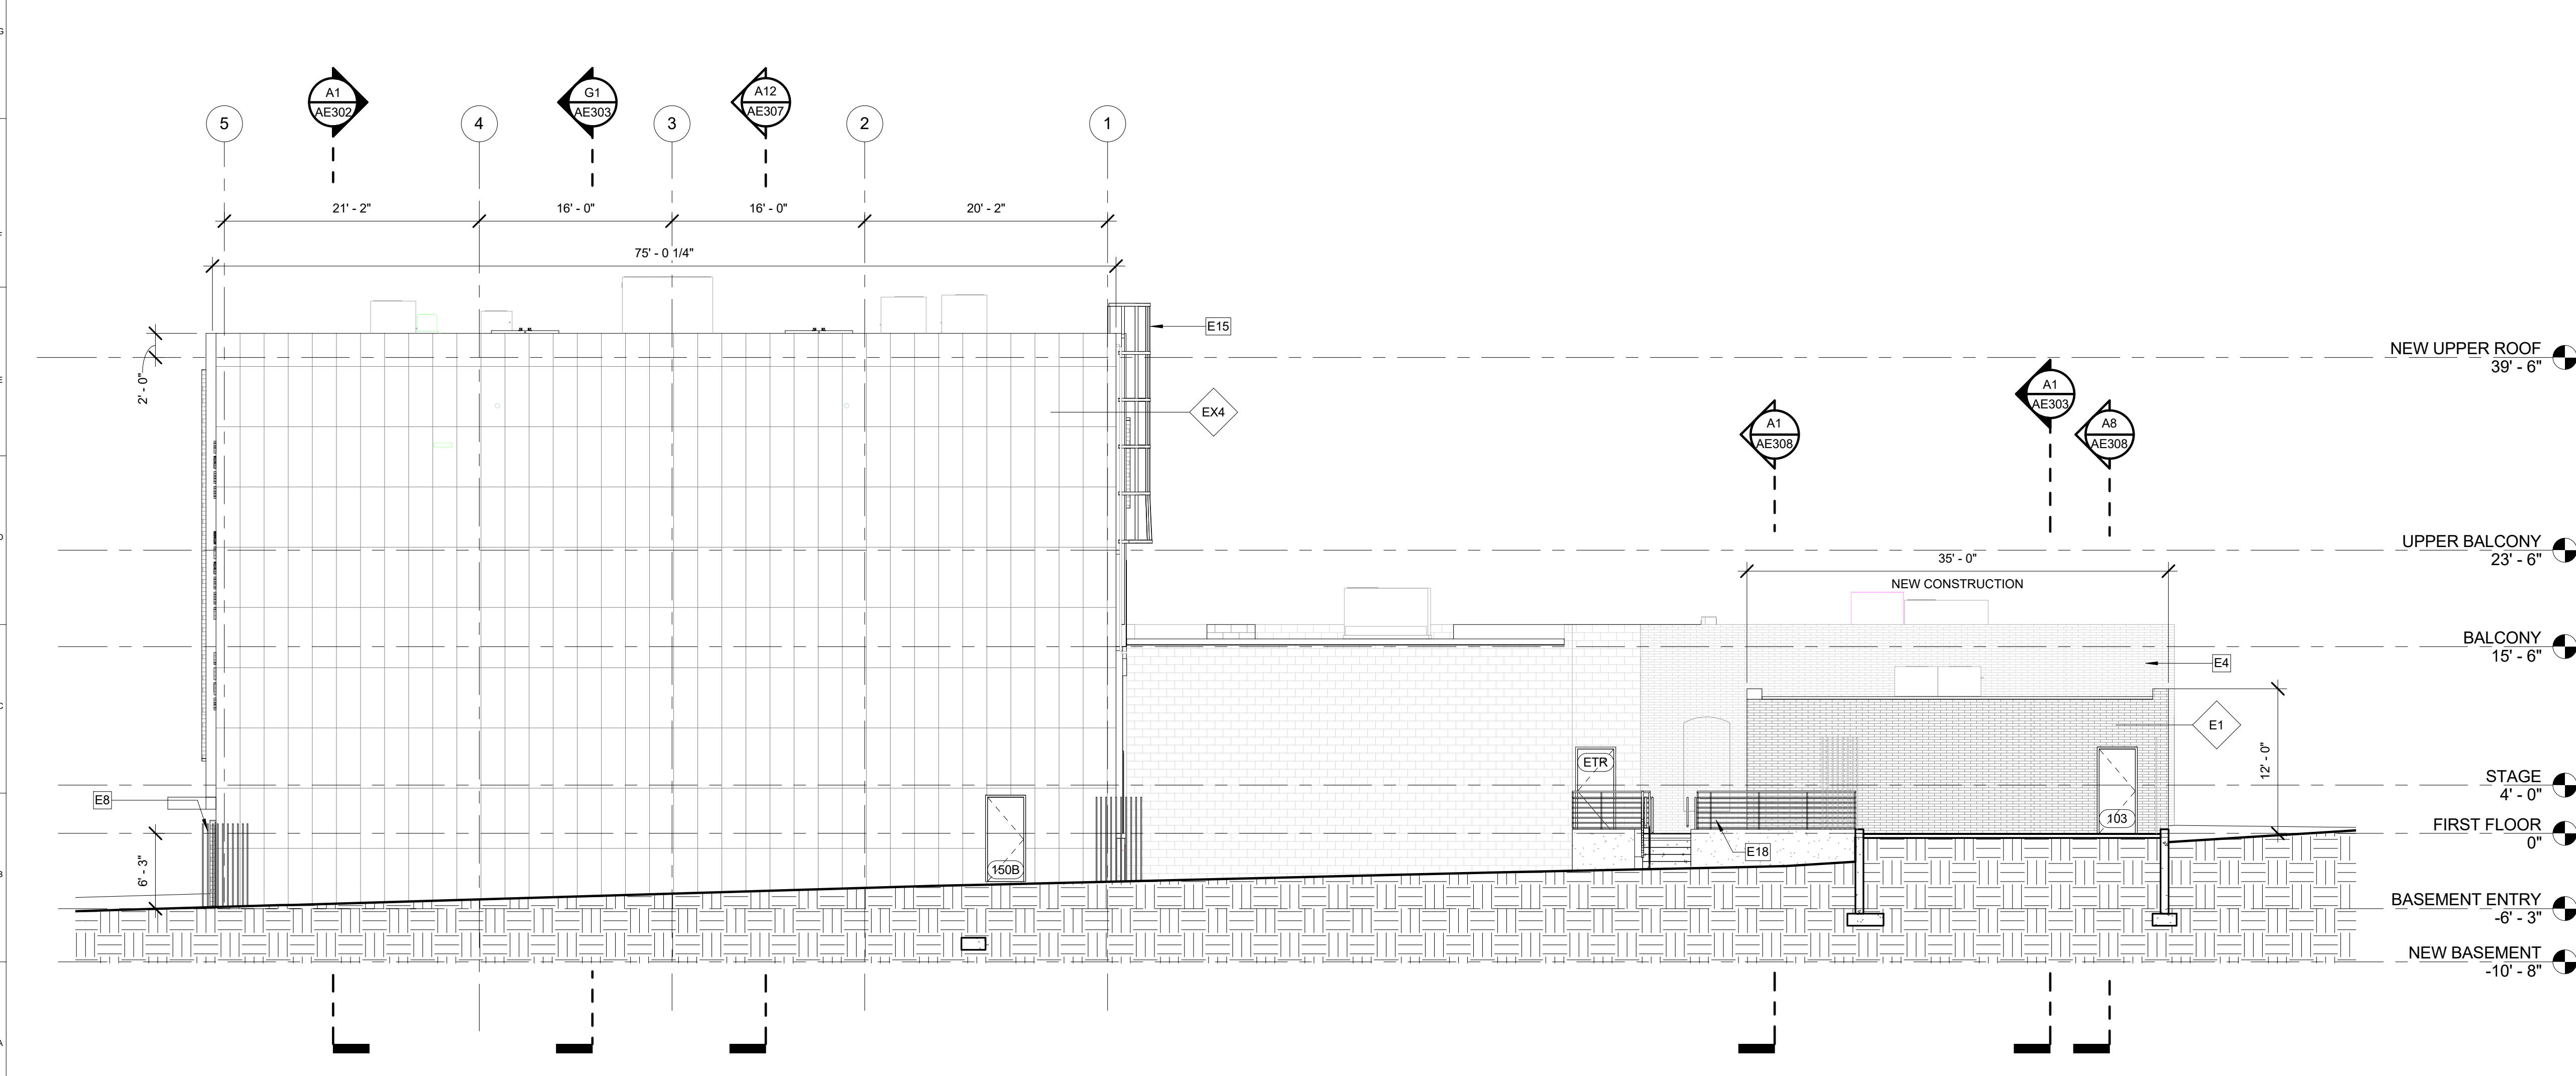 G
F
E
D
C
B
A
A1
AE302
G1
AE303
A12
AE307
5
4
3
2
1
21' - 2"
16' - 0"
16' - 0"
20' - 2"
75' - 0 1/4"
E15
2' - 0"
NEW UPPER ROOF
39' - 6"
EX4
A1
AE308
A1
AE303
A8
AE308
UPPER BALCONY
23' - 6"
35' - 0"
NEW CONSTRUCTION
BALCONY
15' - 6"
E4
E1
12' - 0"
ETR
STAGE
4' - 0"
E8
103
FIRST FLOOR
0"
E18
6' - 3"
150B
BASEMENT ENTRY
-6' - 3"
NEW BASEMENT
-10' - 8"